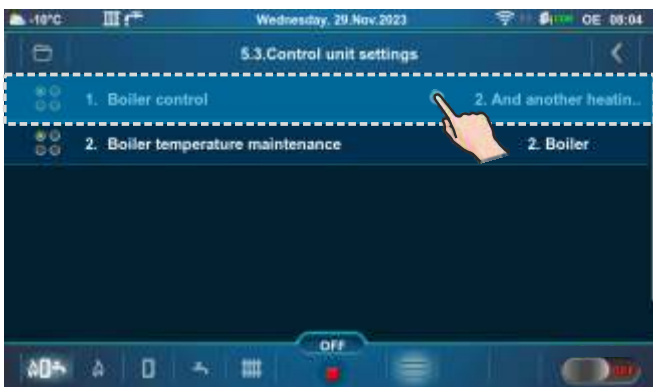 -10°C Wednesday, 29.Nov.2023 OE 08:04
5.3.Control unit settings
1. Boiler control 2. And another heatin..
2. Boiler temperature maintenance 2. Boiler
OFF
OFF